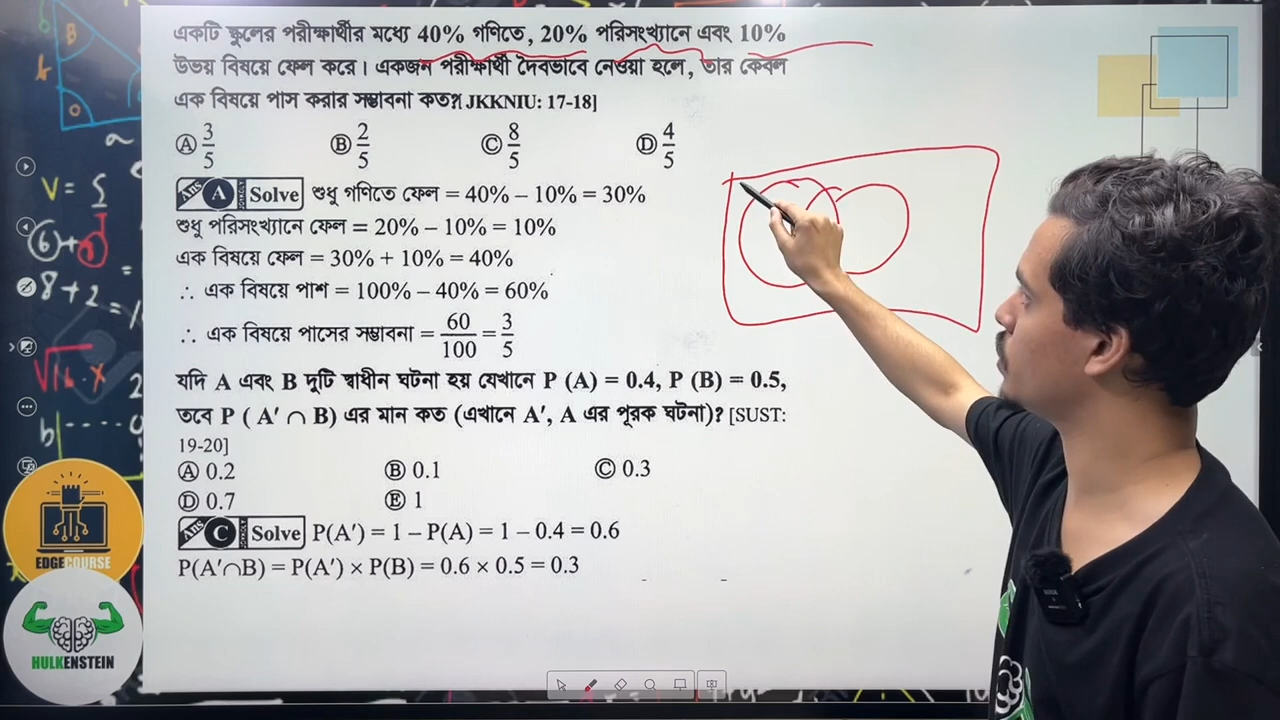 একটি স্কুলের পরীক্ষার্থীর মধ্যে 40% গণিতে, 20% পরিসংখ্যানে এবং 10%
উভয় বিষয়ে ফেল করে। একজন পরীক্ষার্থী দৈবভাবে নেওয়া হলে, তার কেবল
এক বিষয়ে পাস করার সম্ভাবনা কত? [JKKNIU: 17-18]
Ⓐ 3/5 Ⓑ 2/5 Ⓒ 8/5 Ⓓ 4/5
Ans A Solve শুধু গণিতে ফেল = 40% – 10% = 30%
শুধু পরিসংখ্যানে ফেল = 20% – 10% = 10%
এক বিষয়ে ফেল = 30% + 10% = 40%
∴ এক বিষয়ে পাশ = 100% – 40% = 60%
∴ এক বিষয়ে পাসের সম্ভাবনা = 60/100 = 3/5
যদি A এবং B দুটি স্বাধীন ঘটনা হয় যেখানে P (A) = 0.4, P (B) = 0.5,
তবে P ( A′ ∩ B) এর মান কত (এখানে A′, A এর পূরক ঘটনা)? [SUST:
19-20]
Ⓐ 0.2 Ⓑ 0.1 Ⓒ 0.3
Ⓓ 0.7 Ⓔ 1
Ans C Solve P(A′) = 1 – P(A) = 1 – 0.4 = 0.6
P(A′∩B) = P(A′) × P(B) = 0.6 × 0.5 = 0.3
EDGECOURSE
HULKENSTEIN